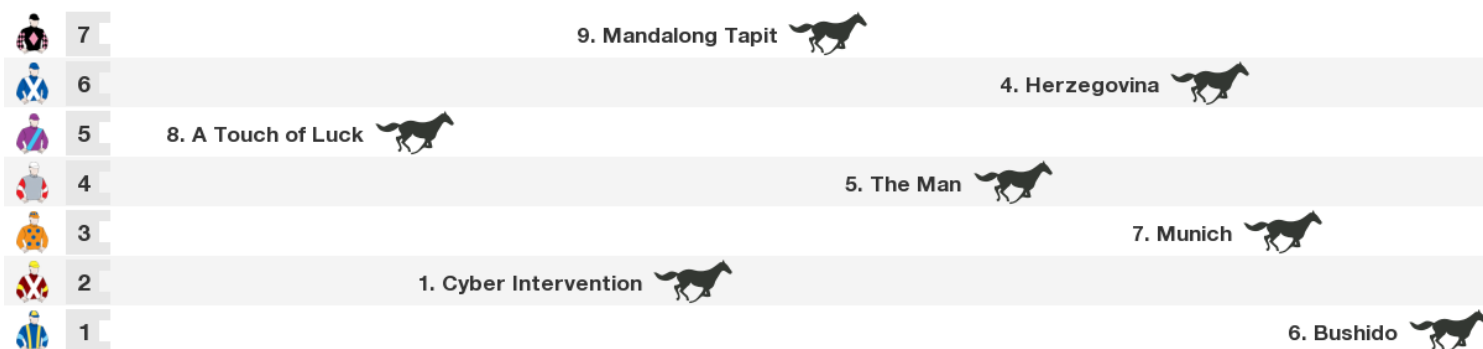 7 9. Mandalong Tapit
6 4. Herzegovina
5 8. A Touch of Luck
4 5. The Man
3 7. Munich
2 1. Cyber Intervention
1 6. Bushido